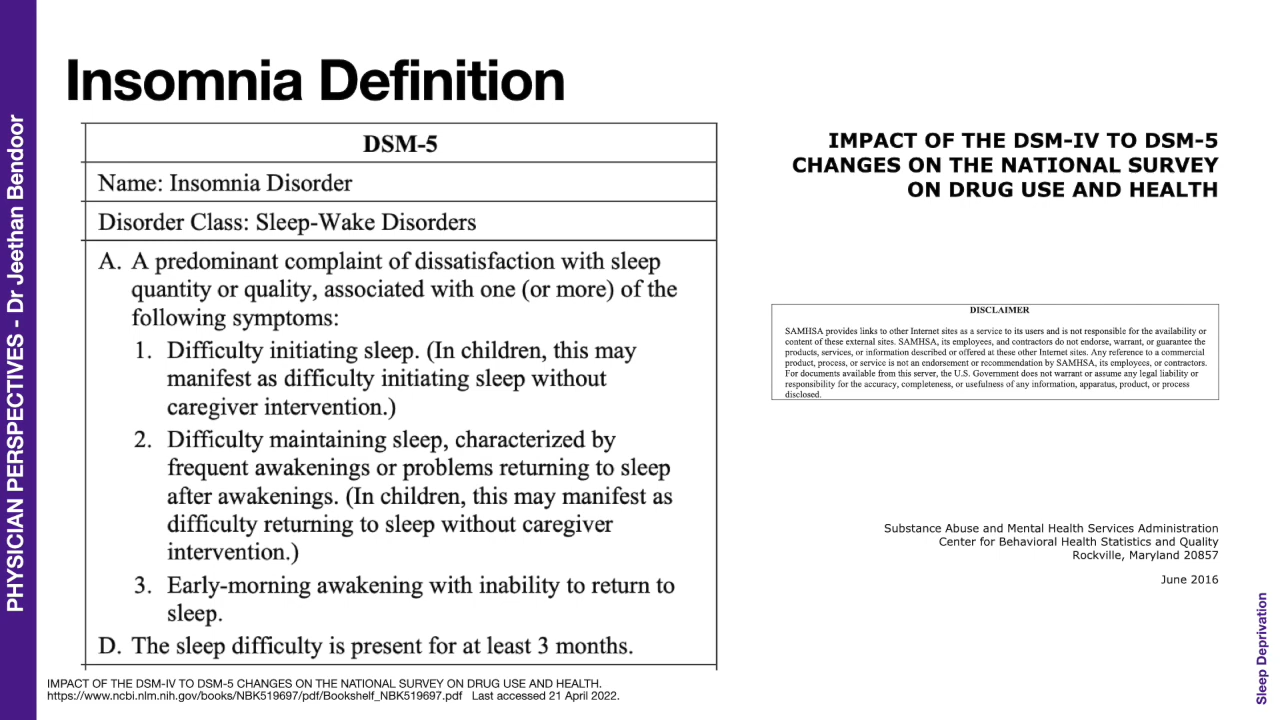 PHYSICIAN PERSPECTIVES - Dr Jeethan Bendoor
Insomnia Definition
DSM-5
Name: Insomnia Disorder
Disorder Class: Sleep-Wake Disorders
A. A predominant complaint of dissatisfaction with sleep
quantity or quality, associated with one (or more) of the
following symptoms:
1. Difficulty initiating sleep. (In children, this may
manifest as difficulty initiating sleep without
caregiver intervention.)
2. Difficulty maintaining sleep, characterized by
frequent awakenings or problems returning to sleep
after awakenings. (In children, this may manifest as
difficulty returning to sleep without caregiver
intervention.)
3. Early-morning awakening with inability to return to
sleep.
D. The sleep difficulty is present for at least 3 months.
IMPACT OF THE DSM-IV TO DSM-5
CHANGES ON THE NATIONAL SURVEY
ON DRUG USE AND HEALTH
DISCLAIMER
SAMHSA provides links to other Internet sites as a service to its users and is not responsible for the availability or
content of these external sites. SAMHSA, its employees, and contractors do not endorse, warrant, or guarantee the
products, services, or information described or offered at these other Internet sites. Any reference to a commercial
product, process, or service is not an endorsement or recommendation by SAMHSA, its employees, or contractors.
For documents available from this server, the U.S. Government does not warrant or assume any legal liability or
responsibility for the accuracy, completeness, or usefulness of any information, apparatus, product, or process
disclosed.
Substance Abuse and Mental Health Services Administration
Center for Behavioral Health Statistics and Quality
Rockville, Maryland 20857
June 2016
IMPACT OF THE DSM-IV TO DSM-5 CHANGES ON THE NATIONAL SURVEY ON DRUG USE AND HEALTH.
https://www.ncbi.nlm.nih.gov/books/NBK519697/pdf/Bookshelf_NBK519697.pdf Last accessed 21 April 2022.
Sleep Deprivation